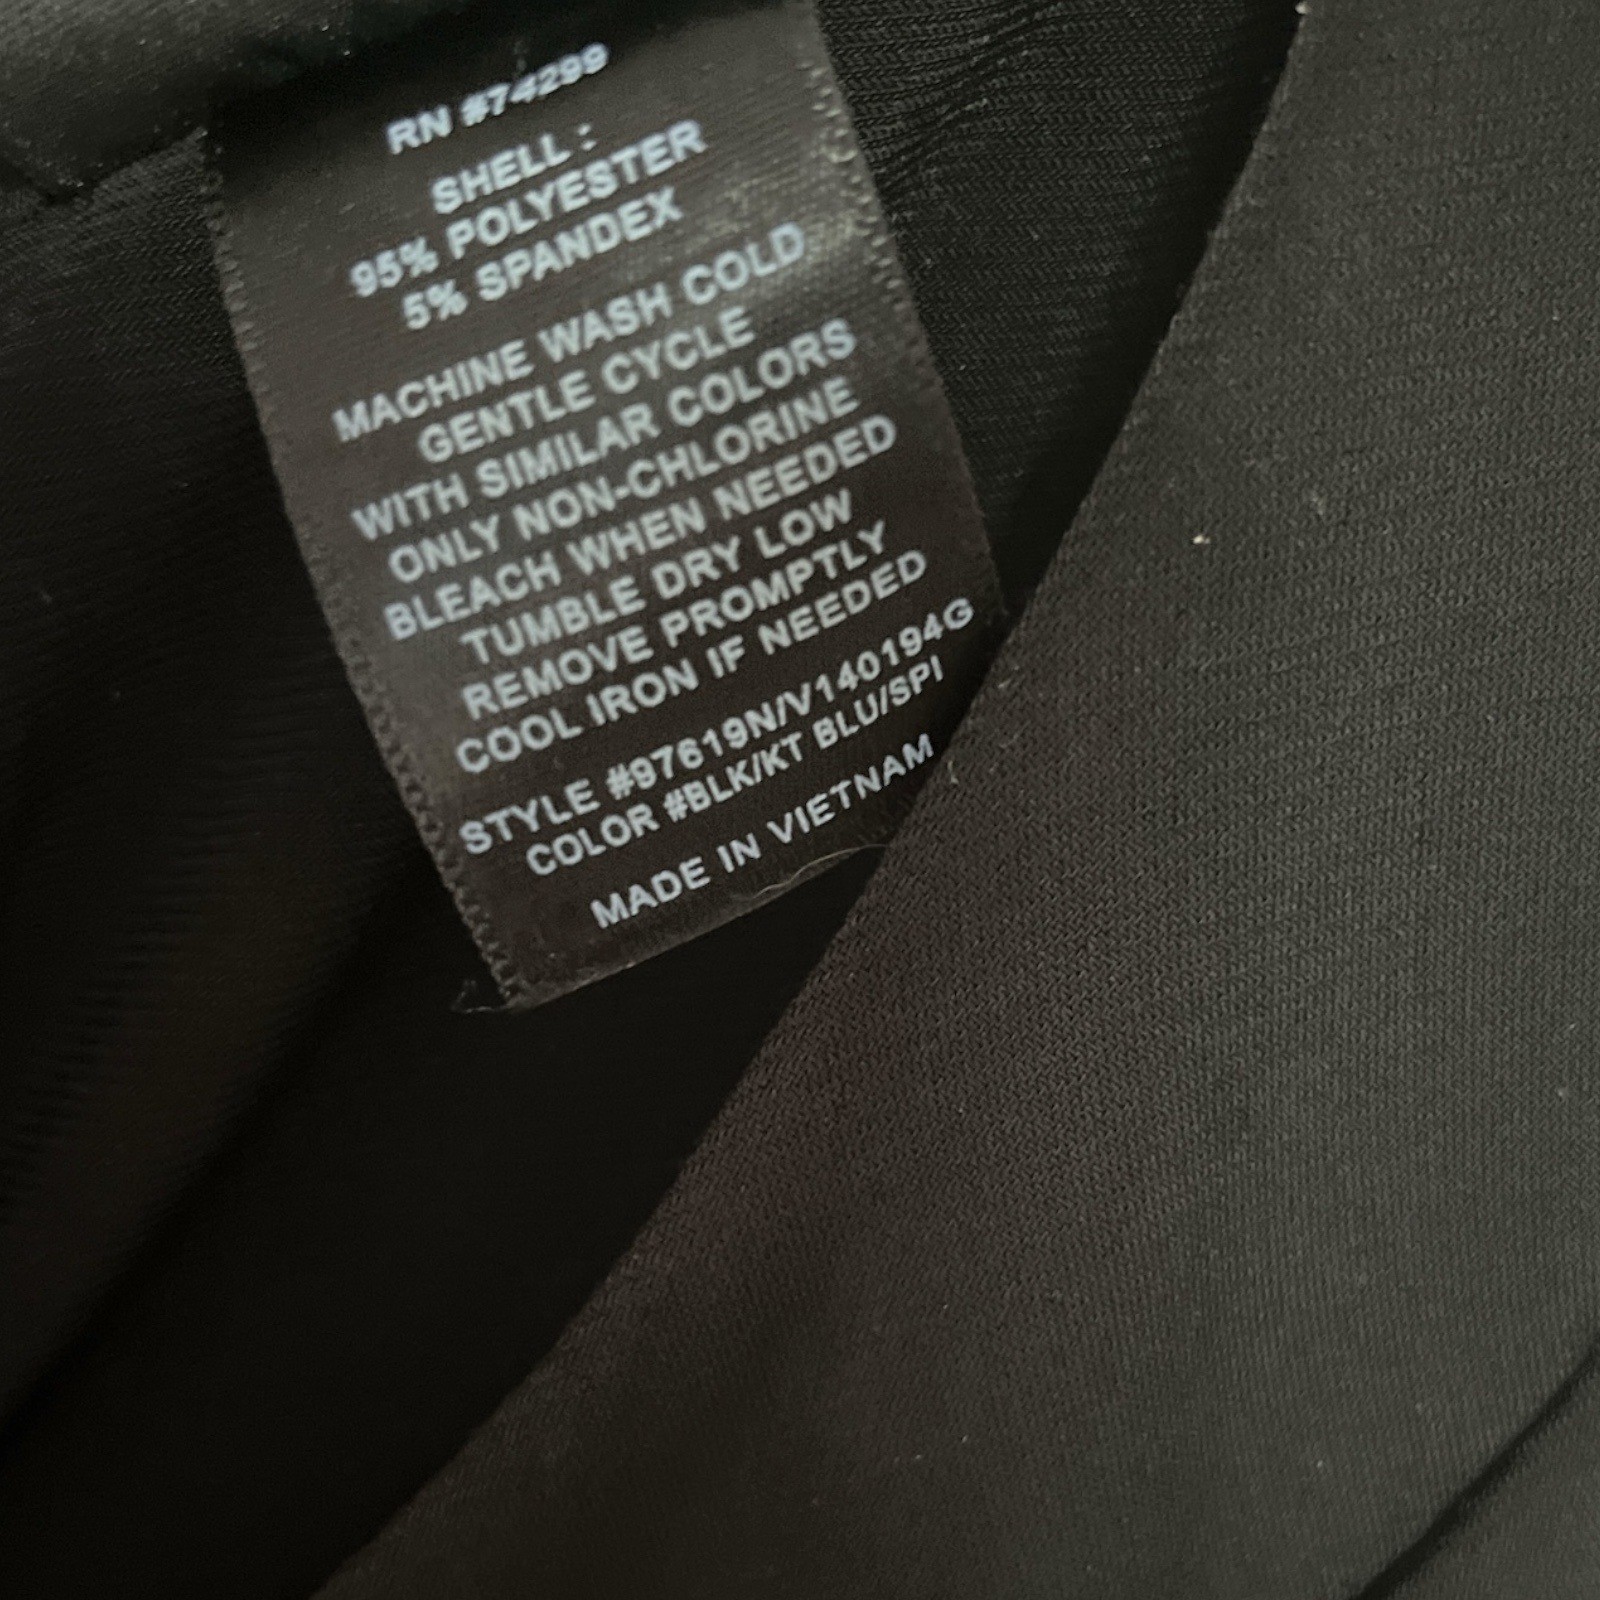 RN #74299
SHELL :
95% POLYESTER
5% SPANDEX
MACHINE WASH COLD
GENTLE CYCLE
WITH SIMILAR COLORS
ONLY NON-CHLORINE
BLEACH WHEN NEEDED
TUMBLE DRY LOW
REMOVE PROMPTLY
COOL IRON IF NEEDED
STYLE #97619N/V140194G
COLOR #BLK/KT BLU/SPI
MADE IN VIETNAM